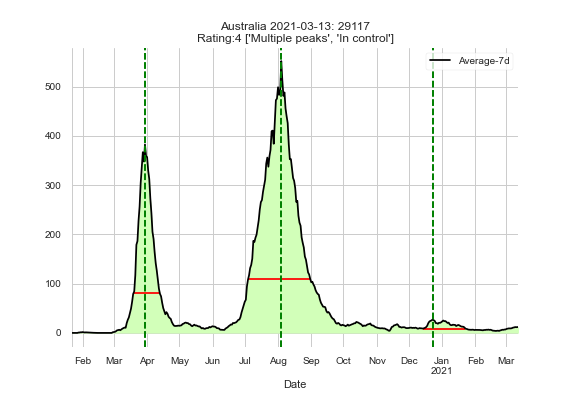 Australia 2021-03-13: 29117
Rating:4 ['Multiple peaks', 'In control']
Average-7d
500
400
300
200
100
0
Feb Mar Apr May Jun Jul Aug Sep Oct Nov Dec Jan Feb Mar
2021
Date